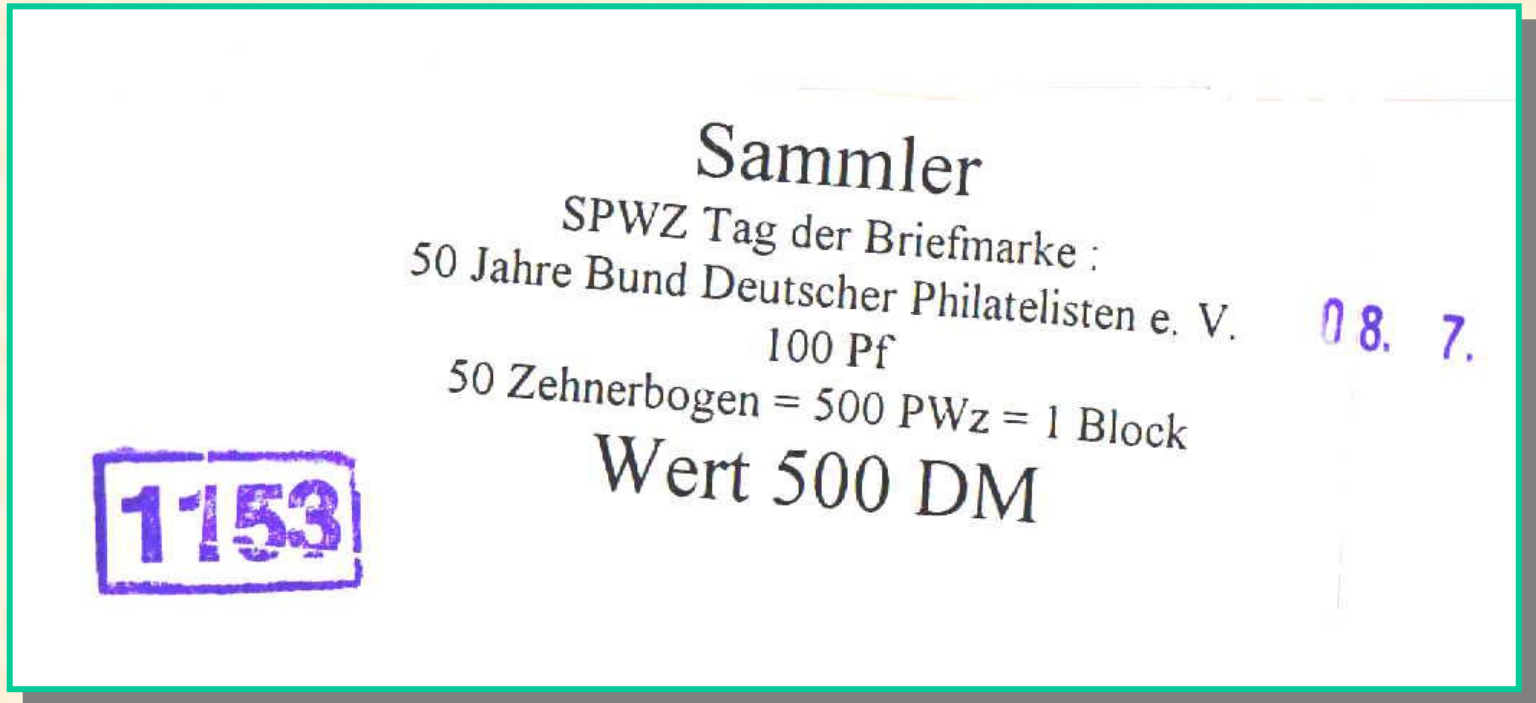 Sammler
SPWZ Tag der Briefmarke :
50 Jahre Bund Deutscher Philatelisten e. V.
08. 7.
100 Pf
50 Zehnerbogen = 500 PWz = 1 Block
Wert 500 DM
1153